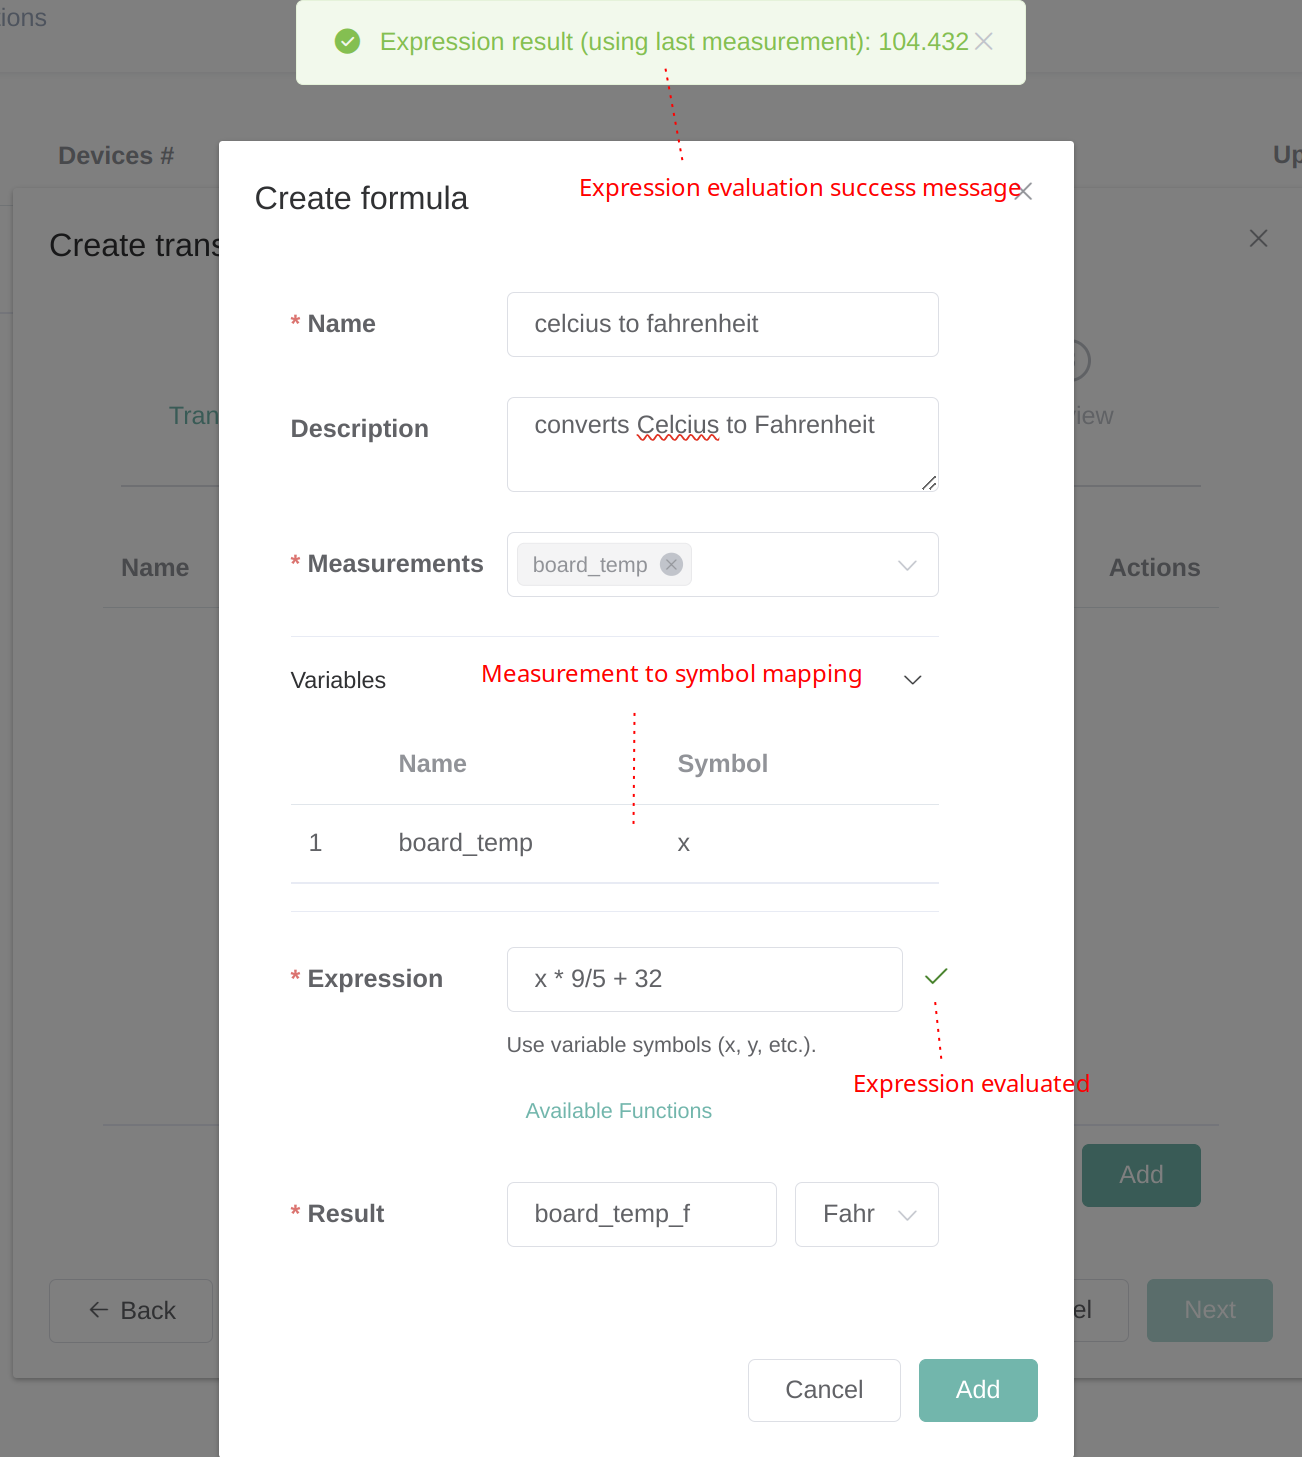 ions
Expression result (using last measurement): 104.432
Devices #
Up
Expression evaluation success message
Create formula
Create trans
* Name
celcius to fahrenheit
Tran
iew
Description
converts Celcius to Fahrenheit
* Measurements
board_temp
Name
Actions
Variables
Measurement to symbol mapping
Name Symbol
1 board_temp x
* Expression
x * 9/5 + 32
Use variable symbols (x, y, etc.).
Expression evaluated
Available Functions
Add
* Result
board_temp_f
Fahr
Back
el
Next
Cancel
Add